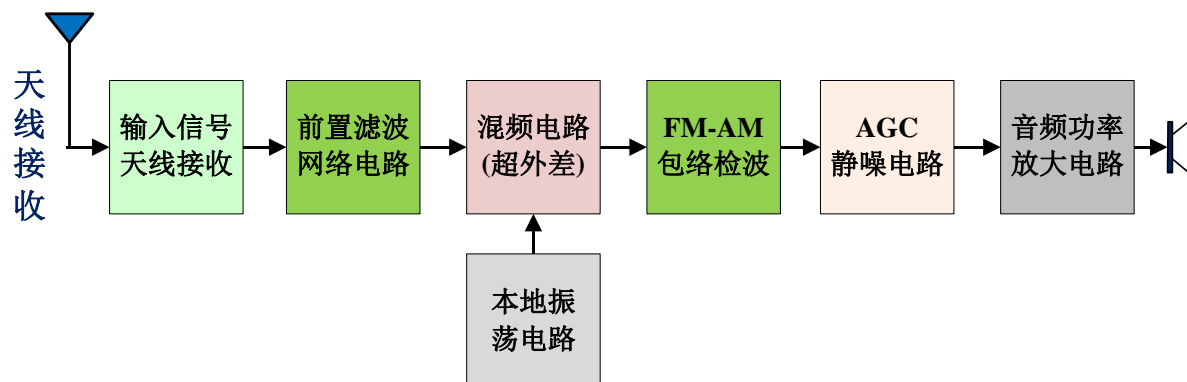 天
线
接
收
输入信号
天线接收
前置滤波
网络电路
混频电路
(超外差)
FM-AM
包络检波
AGC
静噪电路
音频功率
放大电路
本地振
荡电路